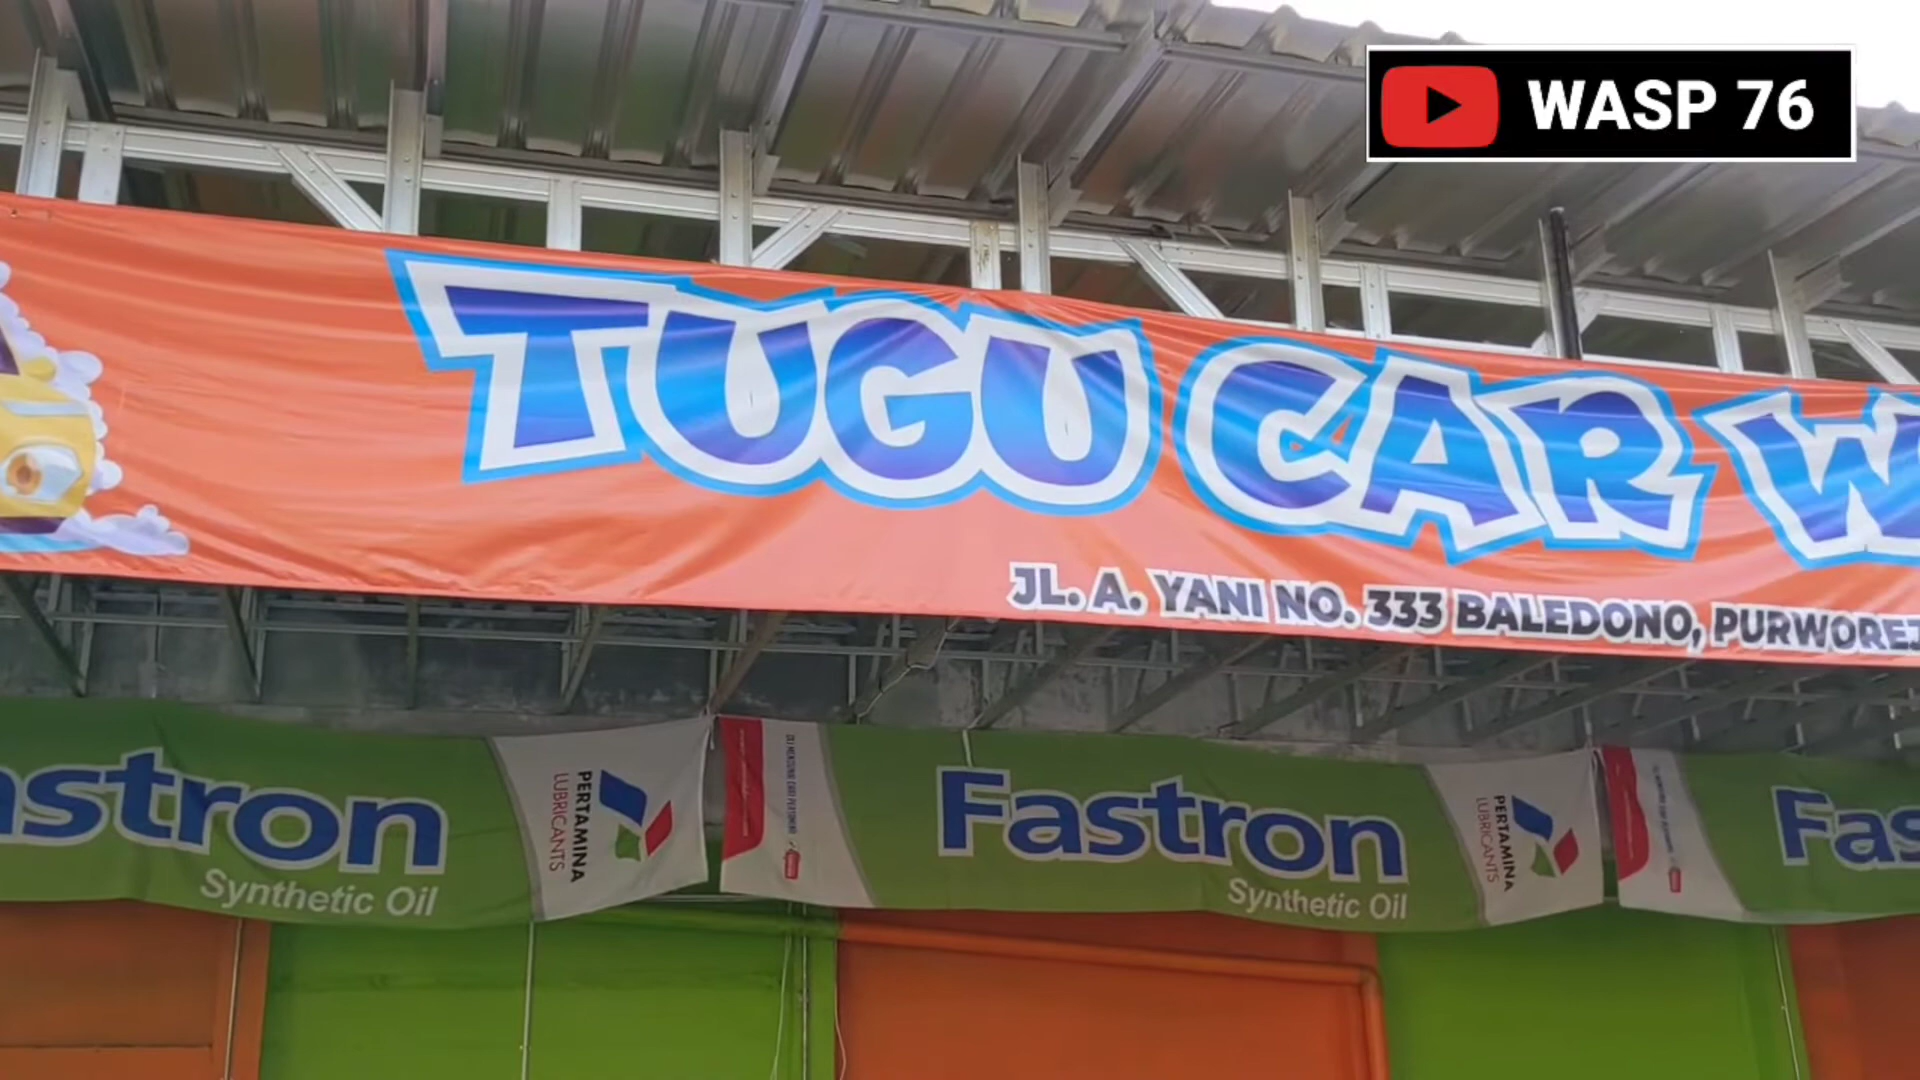 WASP 76
TUGU CAR W
JL. A. YANI NO. 333 BALEDONO, PURWOREJ
astron
Synthetic Oil
PERTAMINA
LUBRICANTS
Fastron
Synthetic Oil
PERTAMINA
LUBRICANTS
Fas